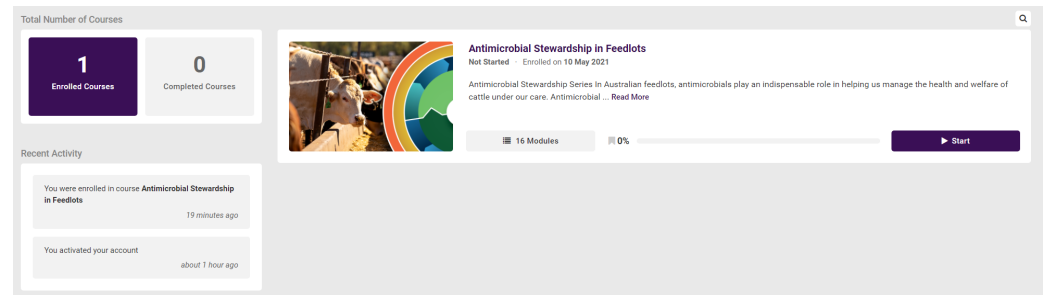 Total Number of Courses
1
Enrolled Courses
0
Completed Courses
Recent Activity
You were enrolled in course Antimicrobial Stewardship
in Feedlots
19 minutes ago
You activated your account
about 1 hour ago
Antimicrobial Stewardship in Feedlots
Not Started · Enrolled on 10 May 2021
Antimicrobial Stewardship Series In Australian feedlots, antimicrobials play an indispensable role in helping us manage the health and welfare of
cattle under our care. Antimicrobial ... Read More
16 Modules
0%
Start